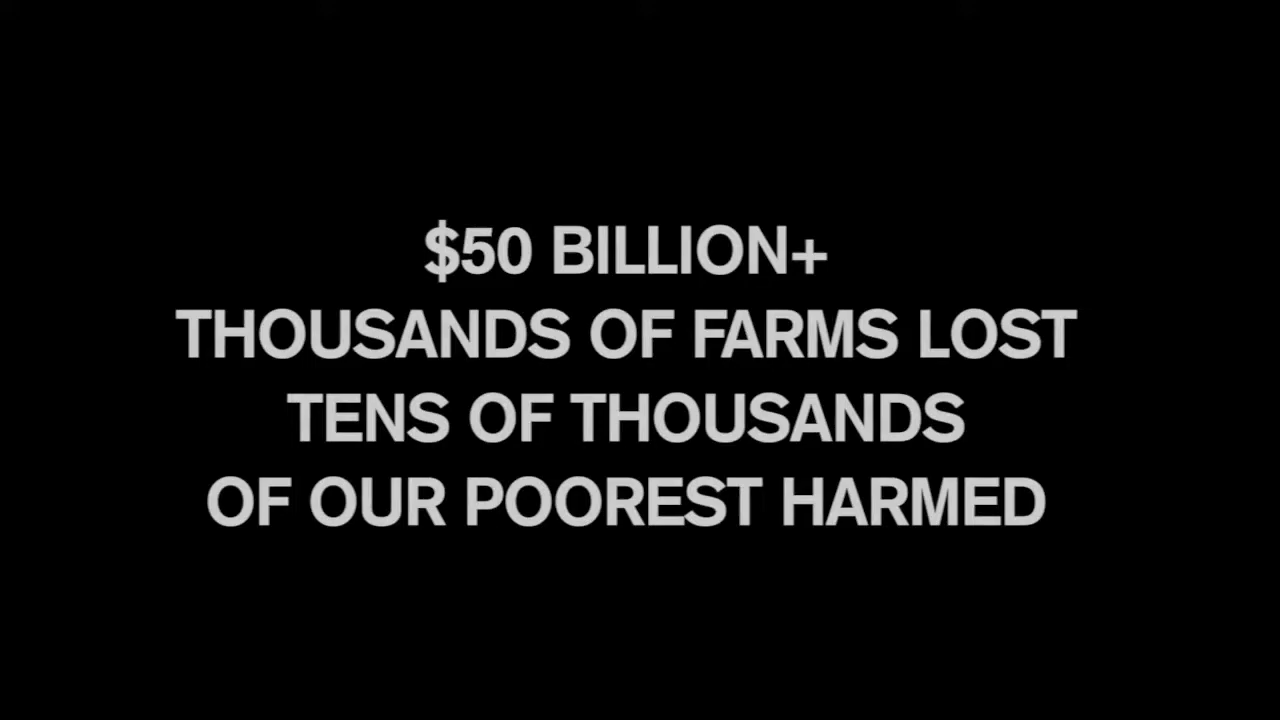 $50 BILLION+
THOUSANDS OF FARMS LOST
TENS OF THOUSANDS
OF OUR POOREST HARMED